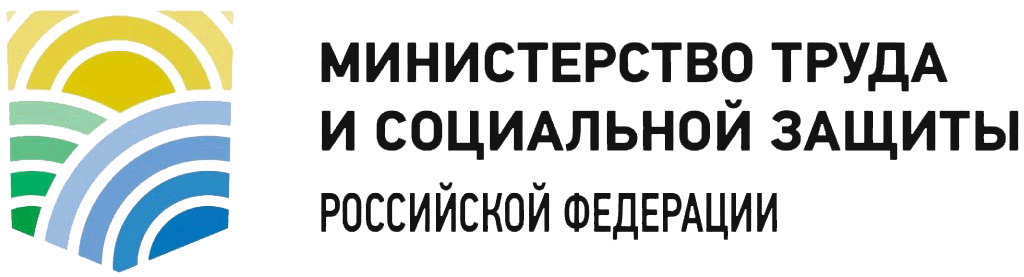 МИНИСТЕРСТВО ТРУДА
И СОЦИАЛЬНОЙ ЗАЩИТЫ
РОССИЙСКОЙ ФЕДЕРАЦИИ